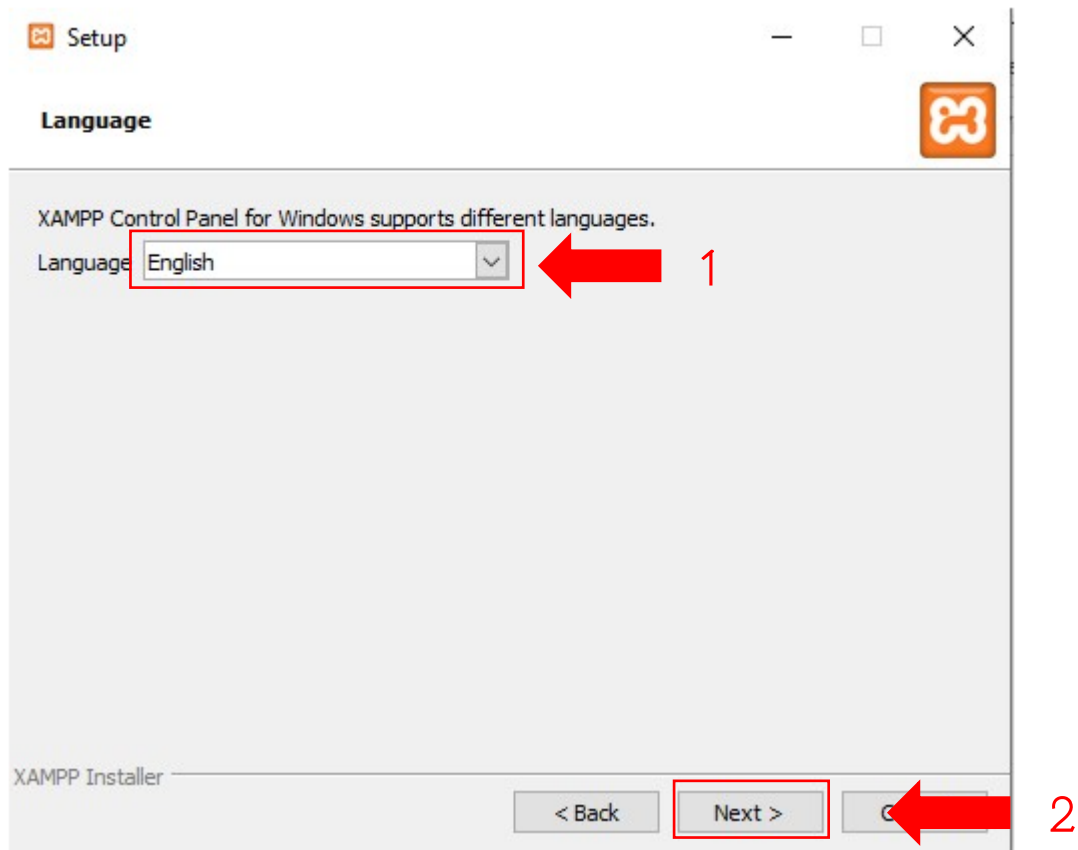 Setup
Language
XAMPP Control Panel for Windows supports different languages.
Language English
1
XAMPP Installer
< Back Next >
2